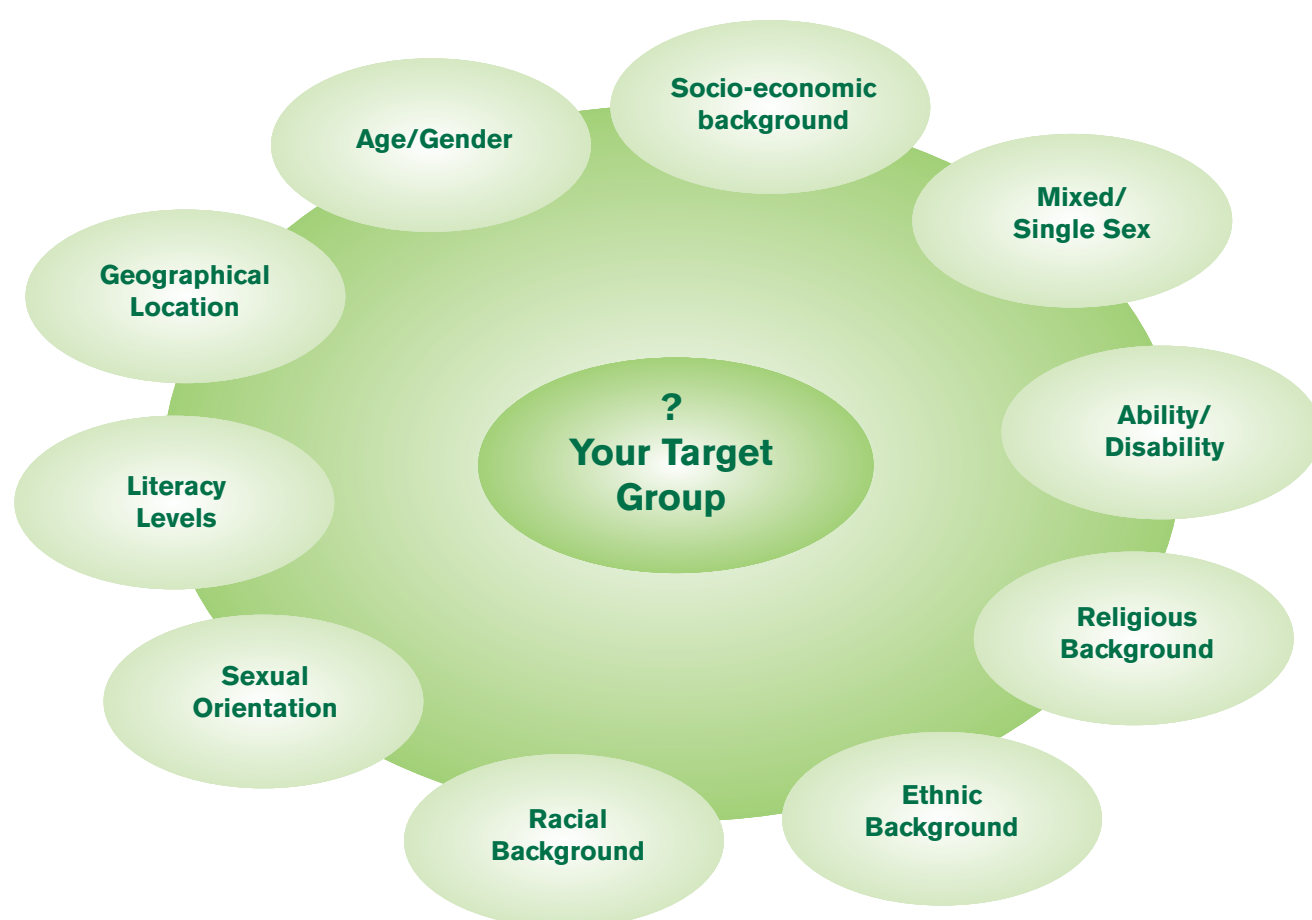 Socio-economic
background
Age/Gender
Mixed/
Single Sex
Geographical
Location
?
Your Target
Group
Ability/
Disability
Literacy
Levels
Religious
Background
Sexual
Orientation
Ethnic
Background
Racial
Background